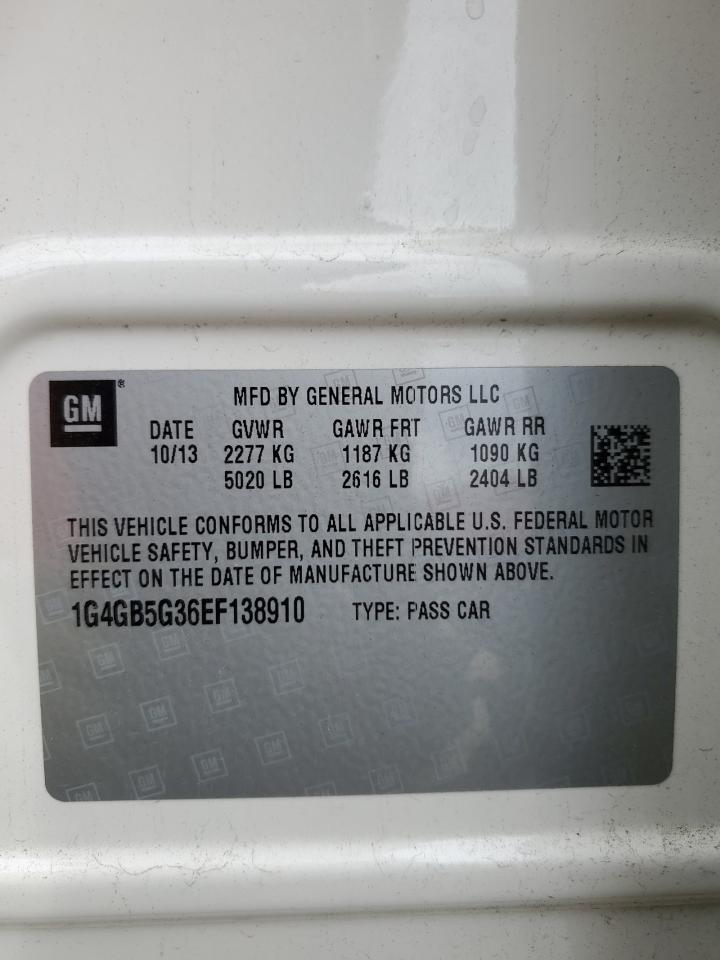 GM®
MFD BY GENERAL MOTORS LLC
DATE GVWR GAWR FRT GAWR RR
10/13 2277 KG 1187 KG 1090 KG
5020 LB 2616 LB 2404 LB
THIS VEHICLE CONFORMS TO ALL APPLICABLE U.S. FEDERAL MOTOR
VEHICLE SAFETY, BUMPER, AND THEFT PREVENTION STANDARDS IN
EFFECT ON THE DATE OF MANUFACTURE SHOWN ABOVE.
1G4GB5G36EF138910 TYPE: PASS CAR